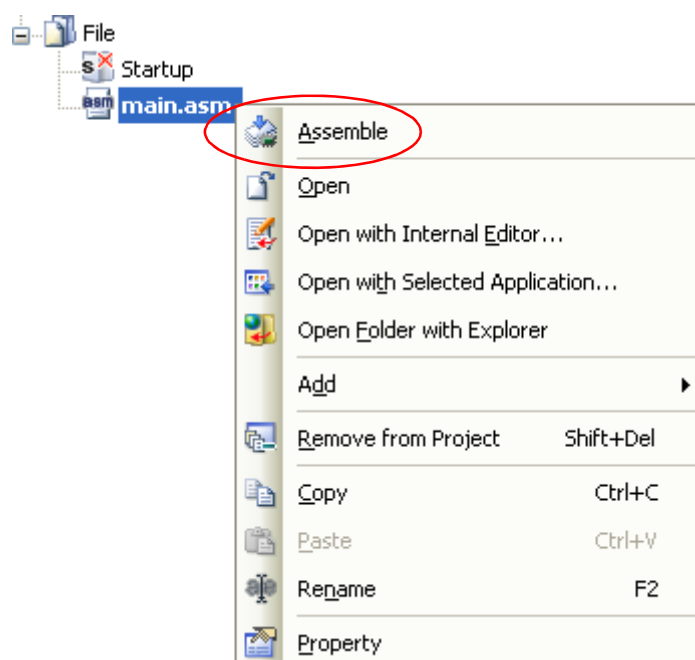 File
S Startup
asm main.asm
Assemble
Open
Open with Internal Editor...
Open with Selected Application...
Open Folder with Explorer
Add
Remove from Project Shift+Del
Copy Ctrl+C
Paste Ctrl+V
Rename F2
Property